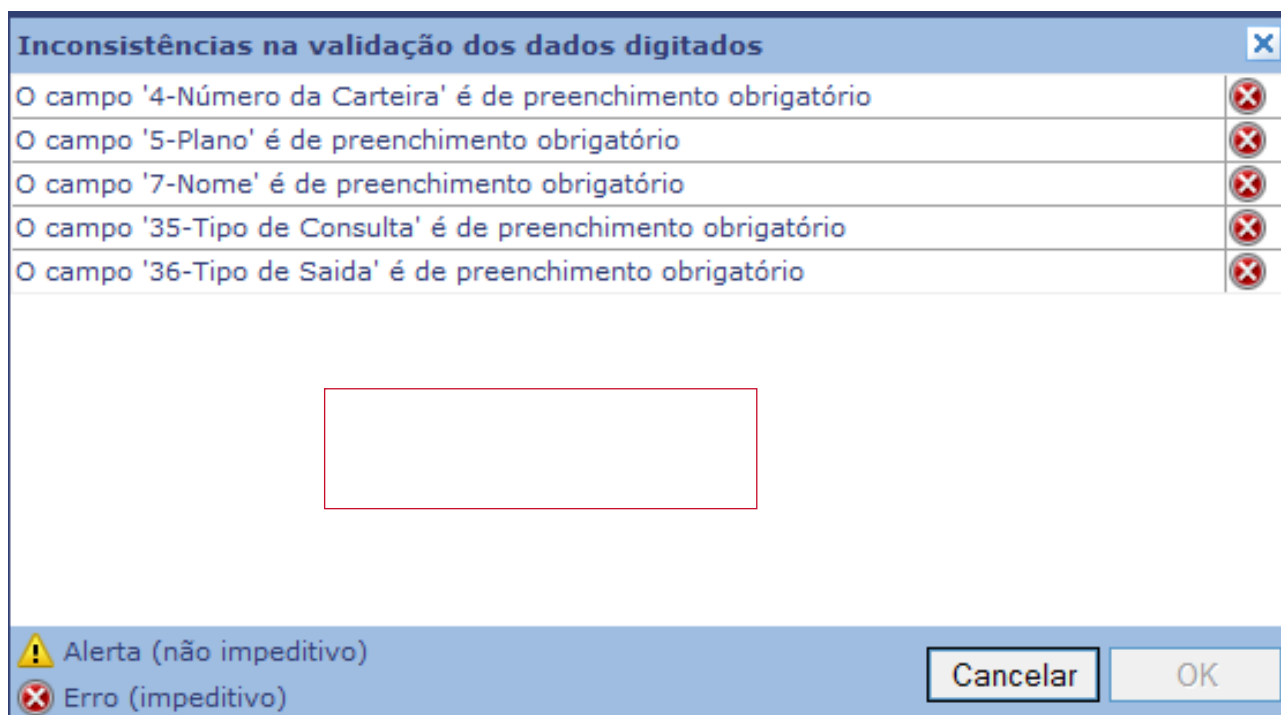 Inconsistências na validação dos dados digitados
O campo '4-Número da Carteira' é de preenchimento obrigatório
O campo '5-Plano' é de preenchimento obrigatório
O campo '7-Nome' é de preenchimento obrigatório
O campo '35-Tipo de Consulta' é de preenchimento obrigatório
O campo '36-Tipo de Saida' é de preenchimento obrigatório
Alerta (não impeditivo)
Erro (impeditivo)
Cancelar
OK